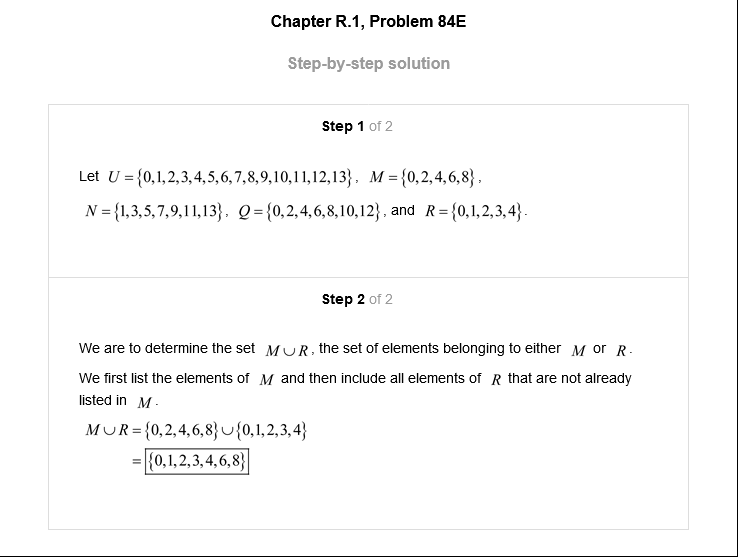 Chapter R.1, Problem 84E
Step-by-step solution
Step 1 of 2
Let U = {0,1,2,3,4,5,6,7,8,9,10,11,12,13}, M = {0,2,4,6,8},
N = {1,3,5,7,9,11,13}, Q = {0,2,4,6,8,10,12}, and R = {0,1,2,3,4}.
Step 2 of 2
We are to determine the set M∪R, the set of elements belonging to either M or R.
We first list the elements of M and then include all elements of R that are not already
listed in M.
M∪R = {0,2,4,6,8}∪{0,1,2,3,4}
= {0,1,2,3,4,6,8}